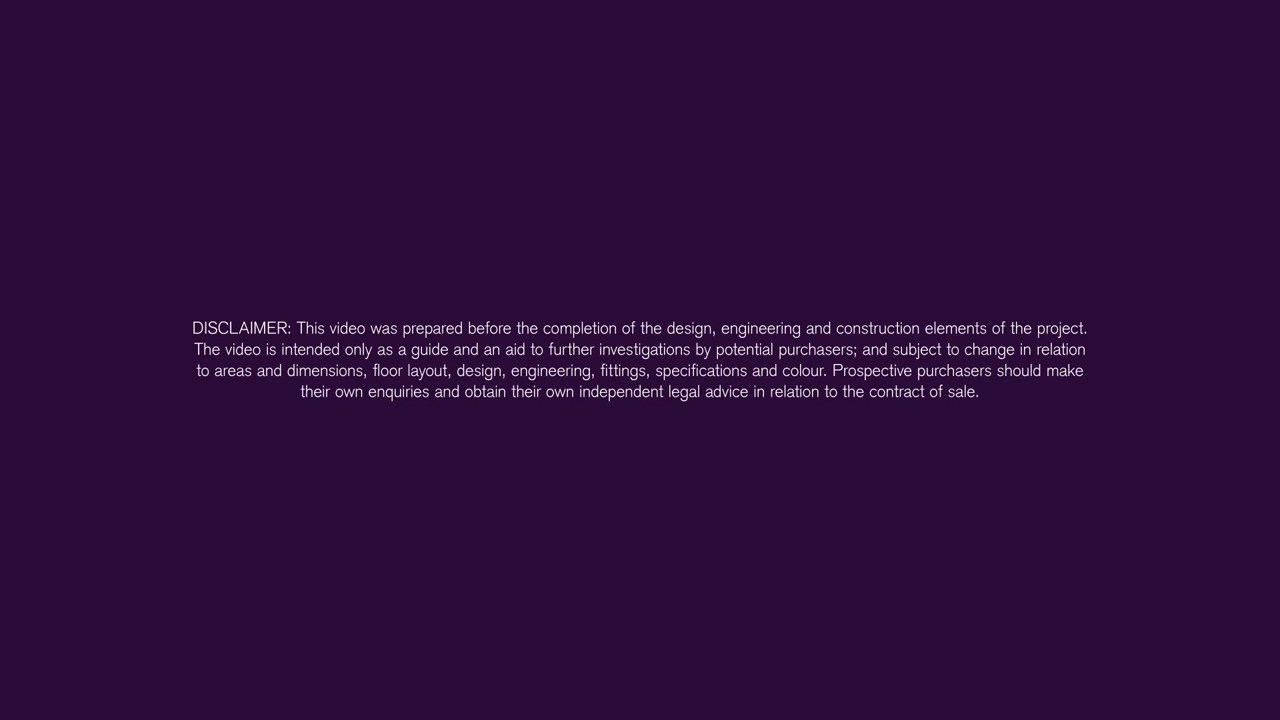 DISCLAIMER: This video was prepared before the completion of the design, engineering and construction elements of the project.
The video is intended only as a guide and an aid to further investigations by potential purchasers; and subject to change in relation
to areas and dimensions, floor layout, design, engineering, fittings, specifications and colour. Prospective purchasers should make
their own enquiries and obtain their own independent legal advice in relation to the contract of sale.